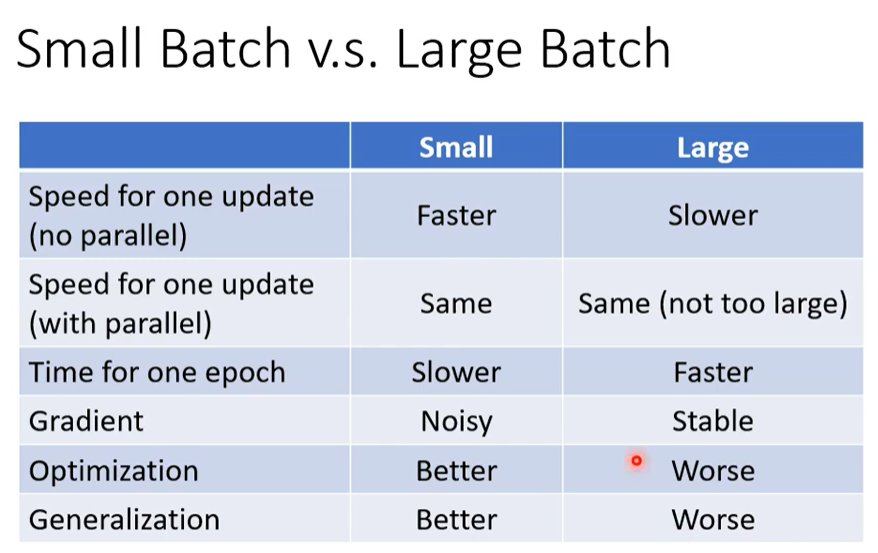 Small Batch v.s. Large Batch
Small Large
Speed for one update
(no parallel) Faster Slower
Speed for one update
(with parallel) Same Same (not too large)
Time for one epoch Slower Faster
Gradient Noisy Stable
Optimization Better Worse
Generalization Better Worse